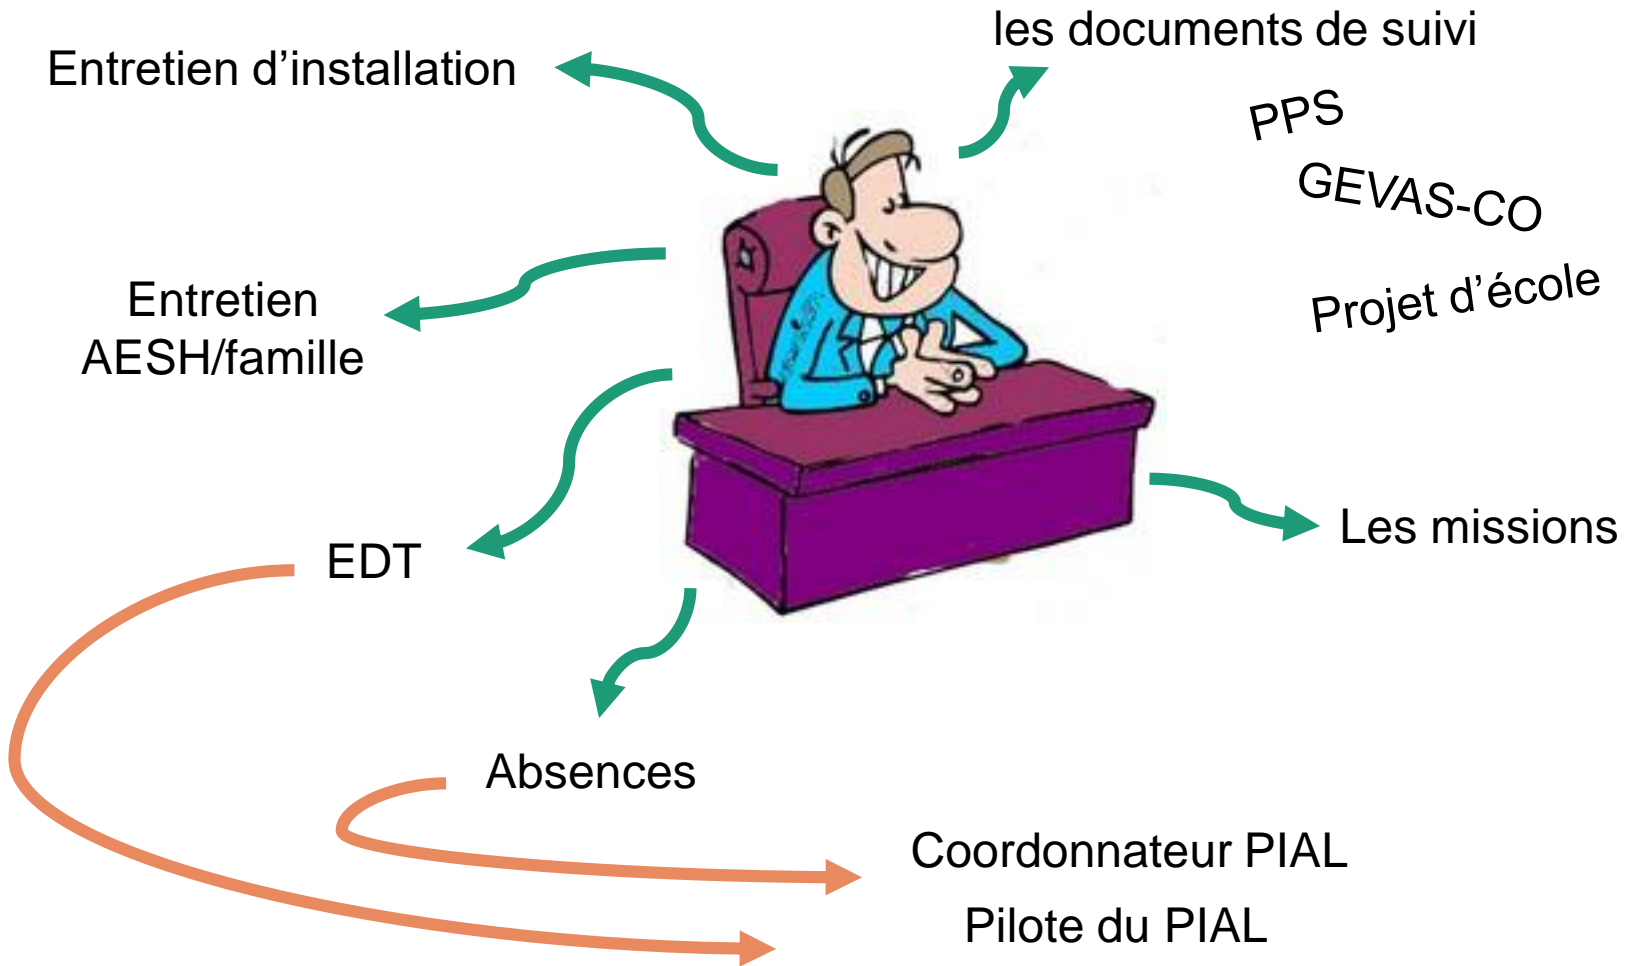 les documents de suivi
Entretien d’installation
PPS
GEVAS-CO
Projet d’école
Entretien
AESH/famille
Les missions
EDT
Absences
Coordonnateur PIAL
Pilote du PIAL